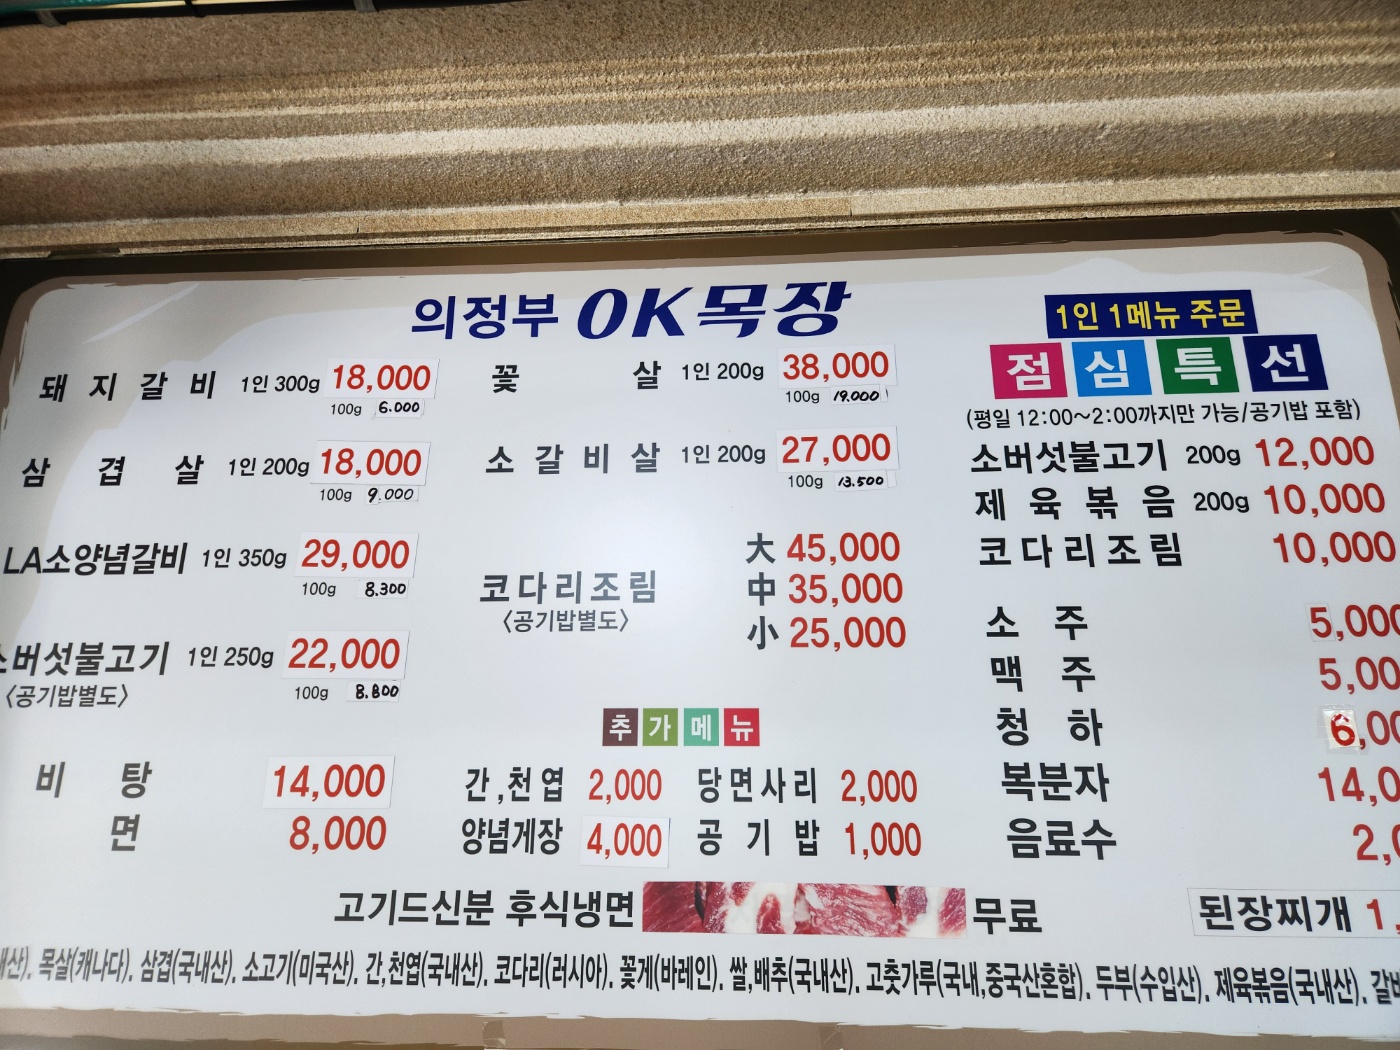 의정부 OK목장
돼지갈비 1인 300g 18,000
100g 6.000
삼겹살 1인 200g 18,000
100g 9.000
LA소양념갈비 1인 350g 29,000
100g 8.300
소버섯불고기 1인 250g 22,000
〈공기밥별도〉 100g 8.800
비탕 14,000
면 8,000
꽃살 1인 200g 38,000
100g 19.000
소갈비살 1인 200g 27,000
100g 13.500
코다리조림 大 45,000
〈공기밥별도〉 中 35,000
小 25,000
추가메뉴
간,천엽 2,000 당면사리 2,000
양념게장 4,000 공기밥 1,000
1인 1메뉴 주문
점심특선
(평일 12:00~2:00까지만 가능/공기밥 포함)
소버섯불고기 200g 12,000
제육볶음 200g 10,000
코다리조림 10,000
소주 5,000
맥주 5,00
청하 6,00
복분자 14,0
음료수 2,
고기드신분 후식냉면 무료
된장찌개 1,
산). 목살(캐나다). 삼겹(국내산). 소고기(미국산). 간,천엽(국내산). 코다리(러시아). 꽃게(바레인). 쌀,배추(국내산). 고춧가루(국내,중국산혼합). 두부(수입산). 제육볶음(국내산). 갈